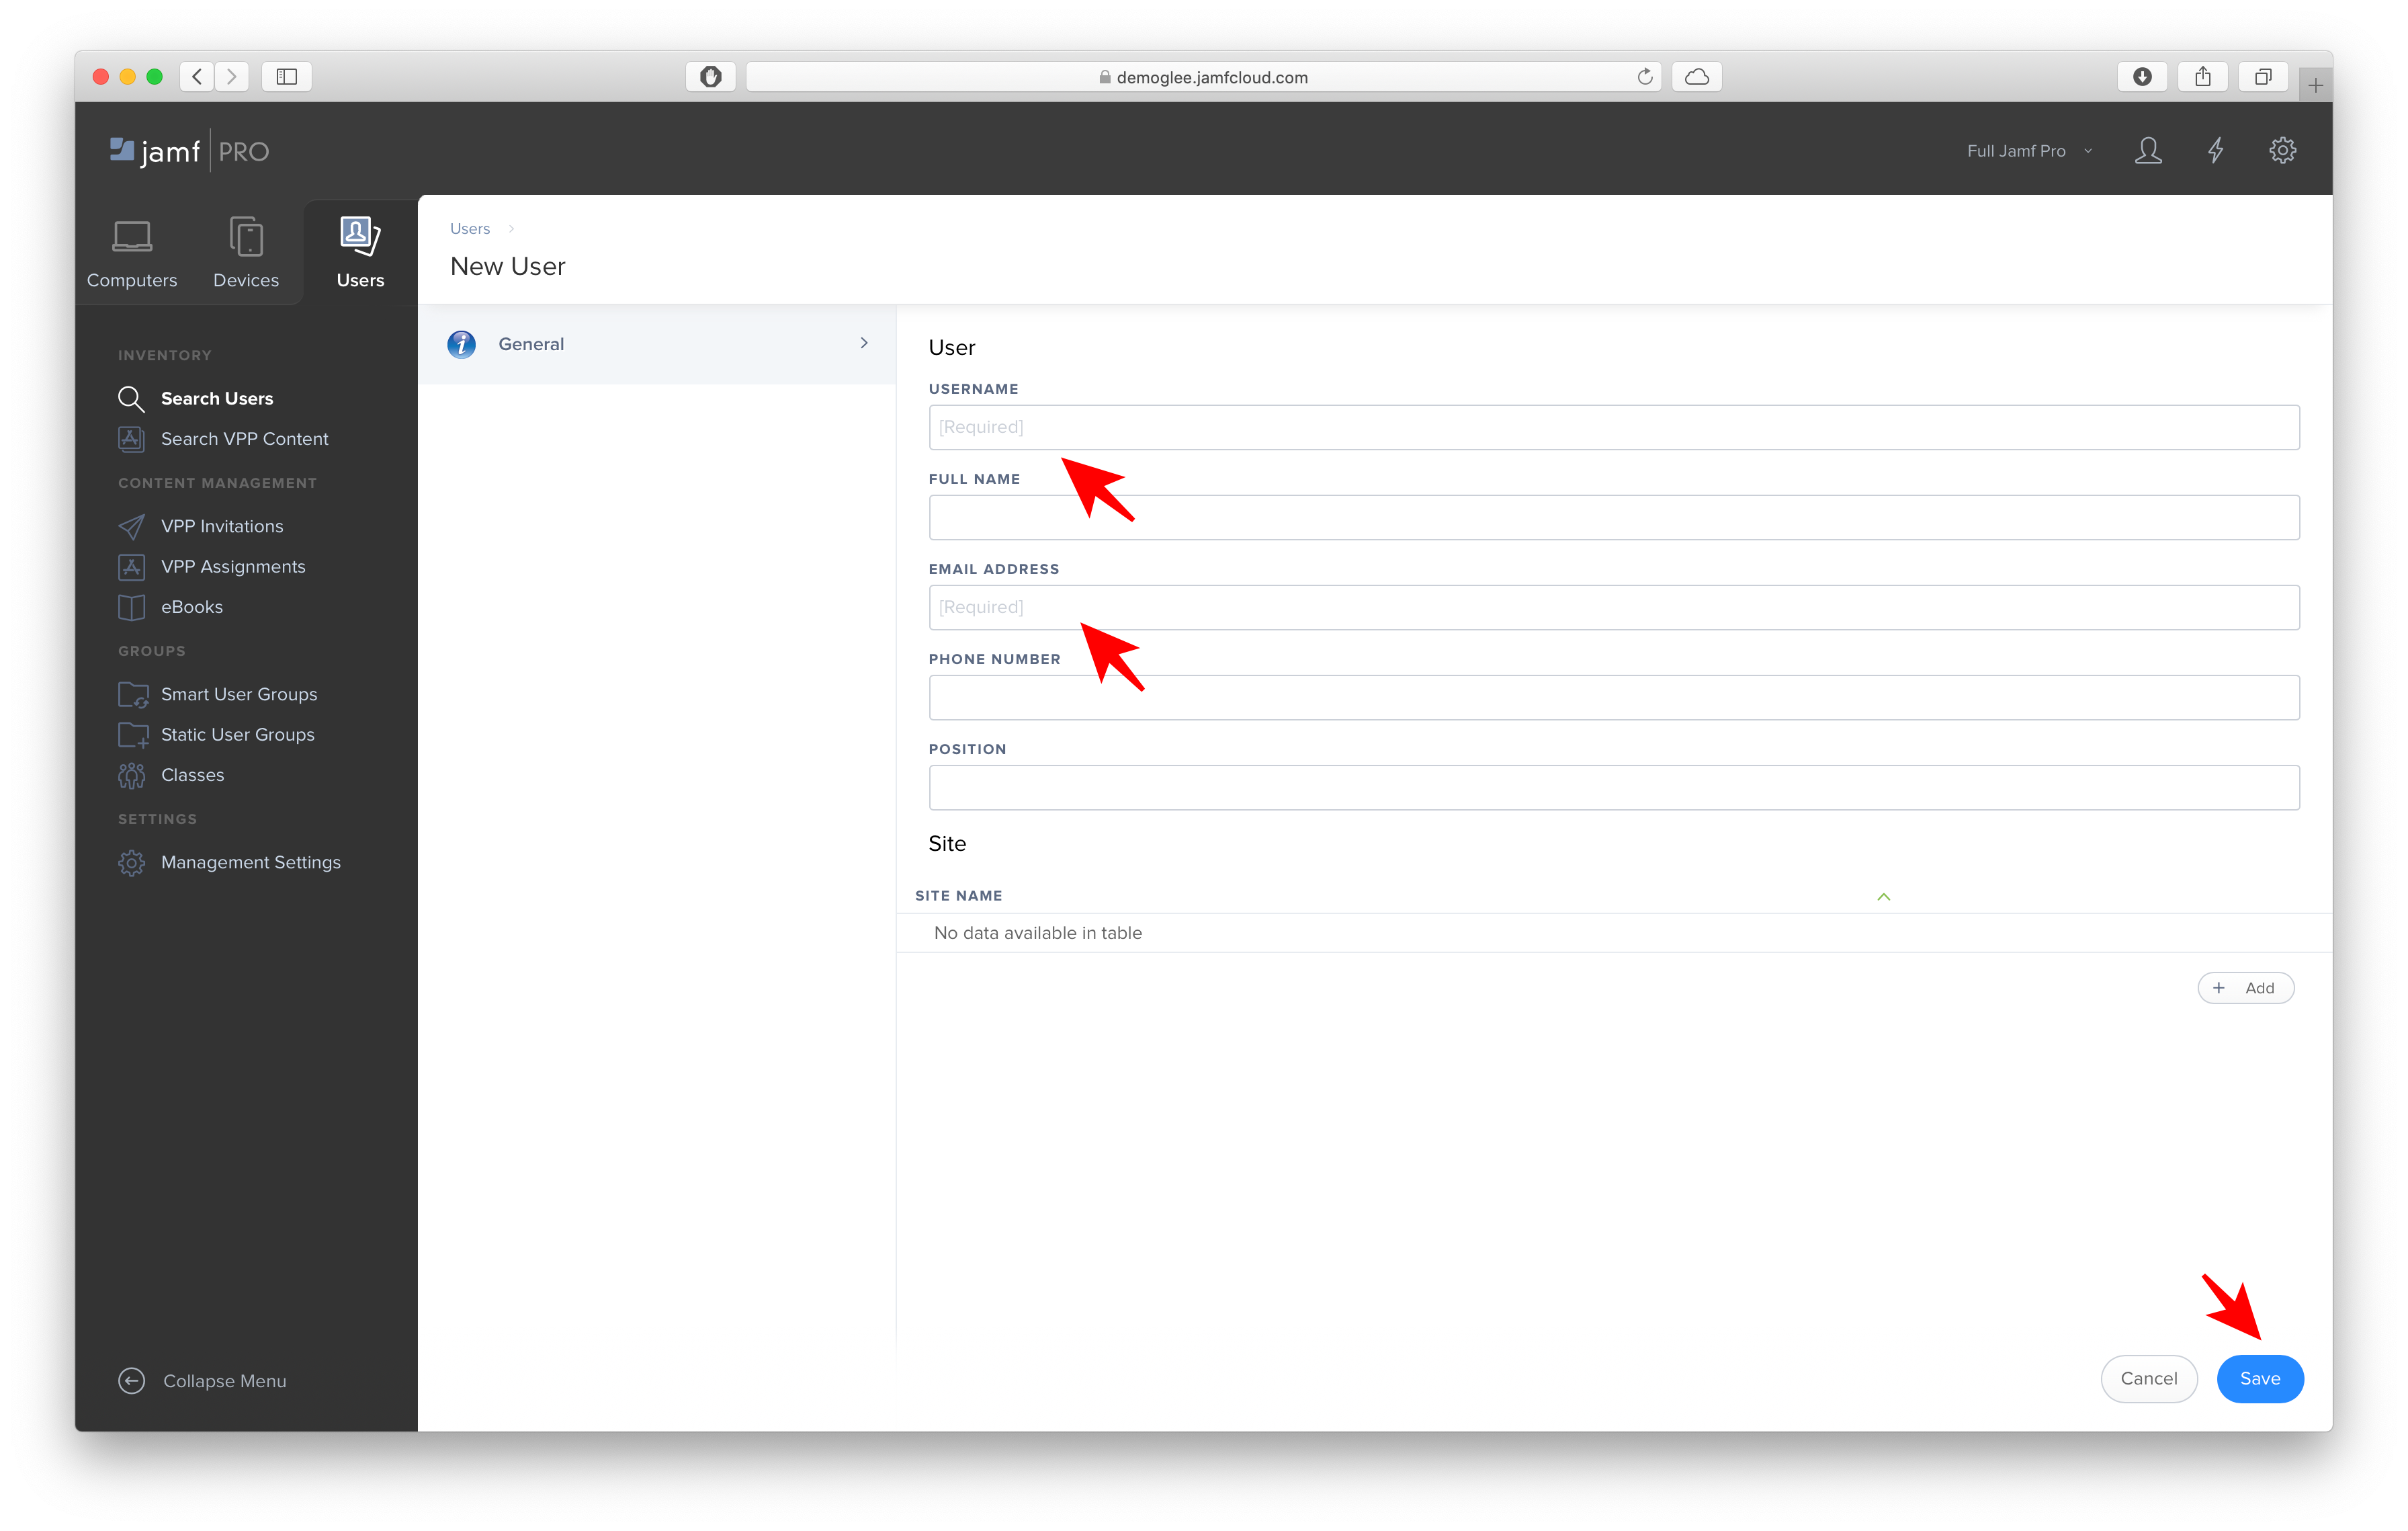 demoglee.jamfcloud.com
jamf PRO
Full Jamf Pro
Computers
Devices
Users
INVENTORY
Search Users
Search VPP Content
CONTENT MANAGEMENT
VPP Invitations
VPP Assignments
eBooks
GROUPS
Smart User Groups
Static User Groups
Classes
SETTINGS
Management Settings
Collapse Menu
Users
New User
General
User
USERNAME
[Required]
FULL NAME
EMAIL ADDRESS
[Required]
PHONE NUMBER
POSITION
Site
SITE NAME
No data available in table
+ Add
Cancel
Save